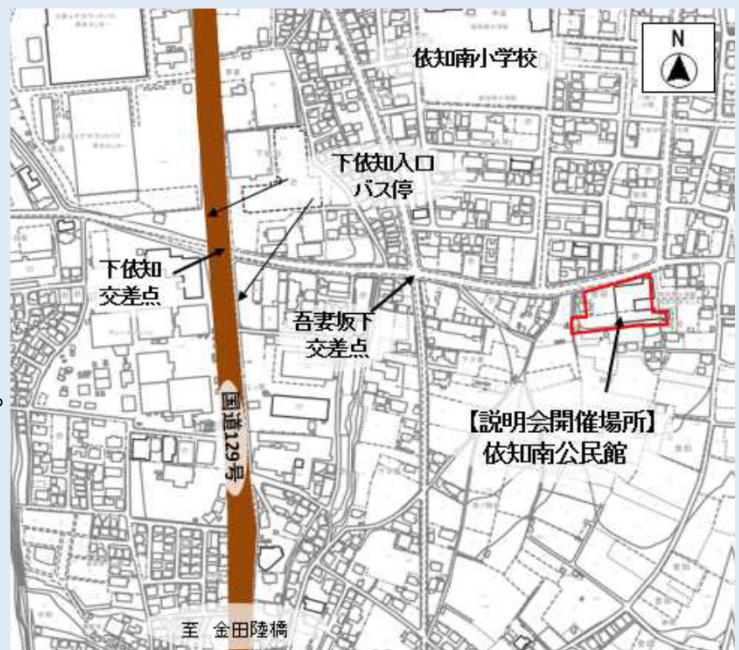 N
依知南小学校
下依知入口
バス停
下依知
交差点
吾妻坂下
交差点
国道129号
【説明会開催場所】
依知南公民館
至 金田陸橋